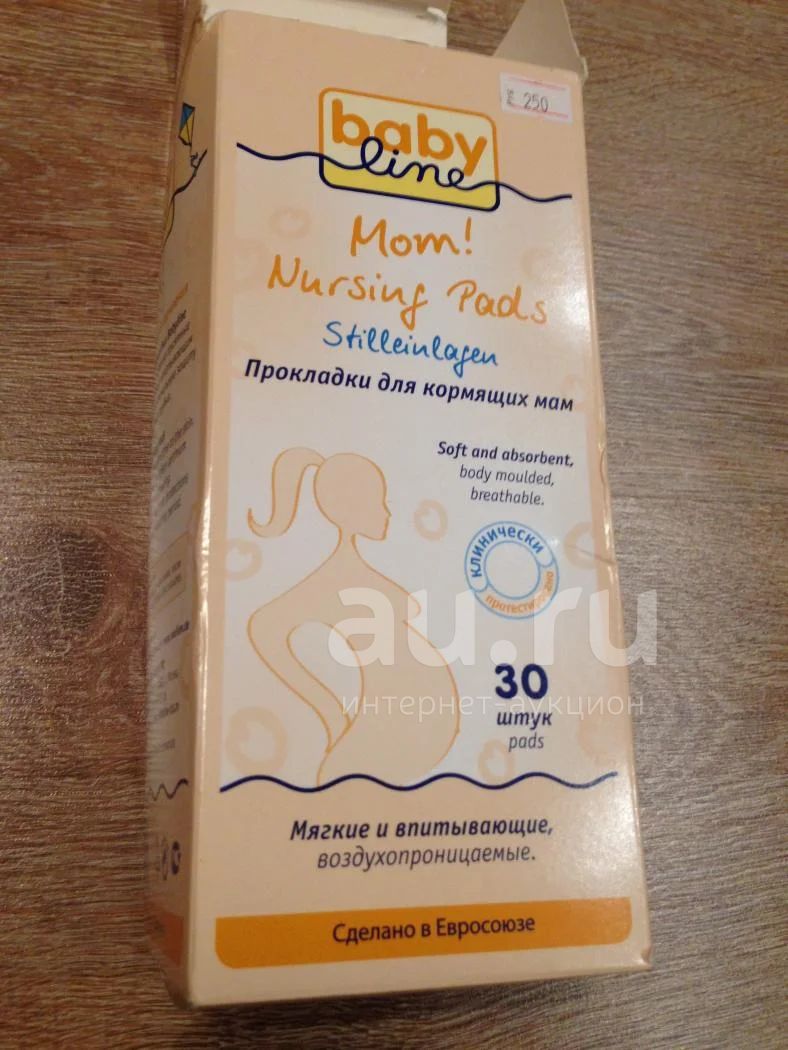 250
baby
line
Mom!
Nursing Pads
Stilleinlagen
Прокладки для кормящих мам
Soft and absorbent,
body moulded,
breathable.
клинически
протестировано
au.ru
интернет-аукцион
30
штук
pads
Мягкие и впитывающие,
воздухопроницаемые.
Сделано в Евросоюзе